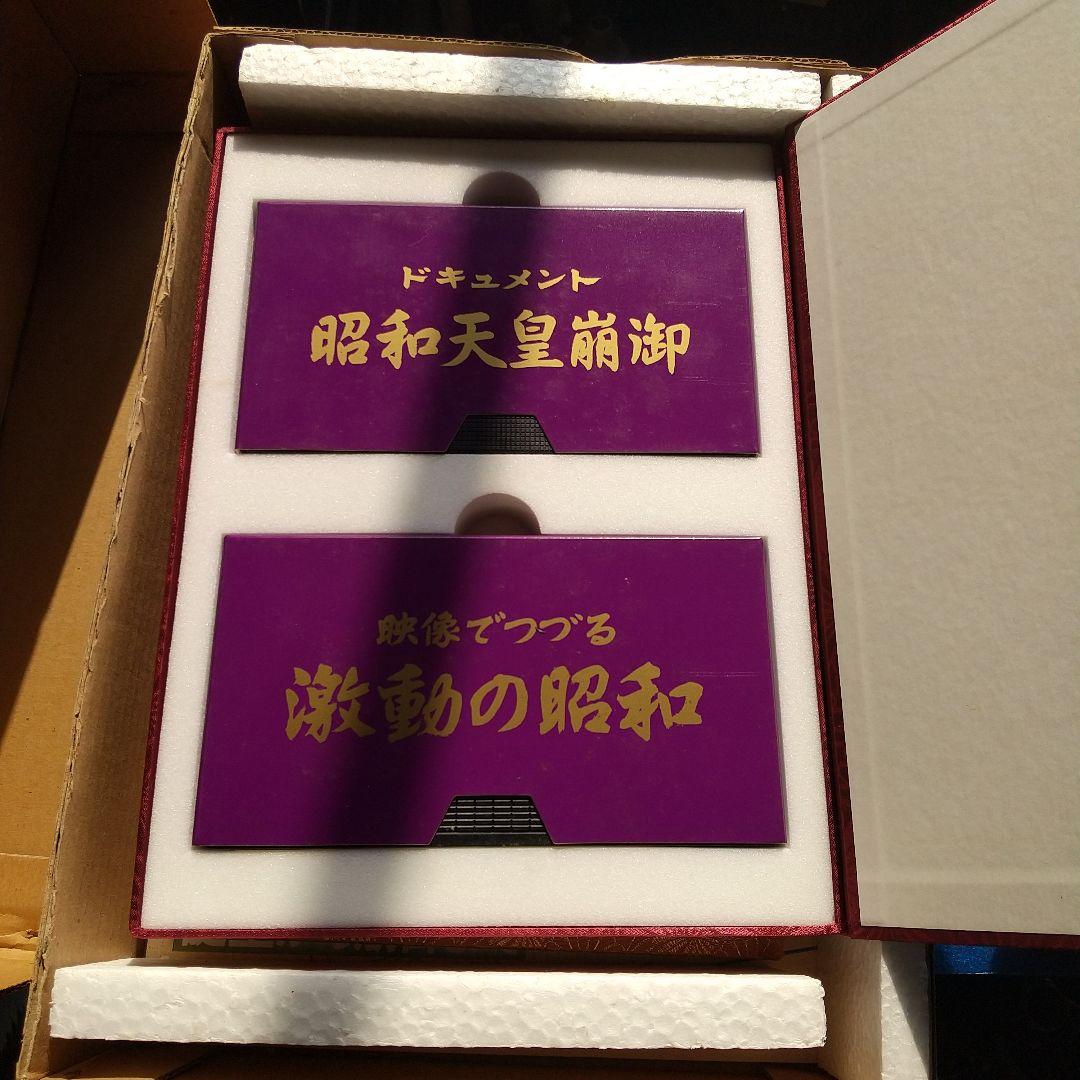 ドキュメント
昭和天皇崩御
映像でつづる
激動の昭和